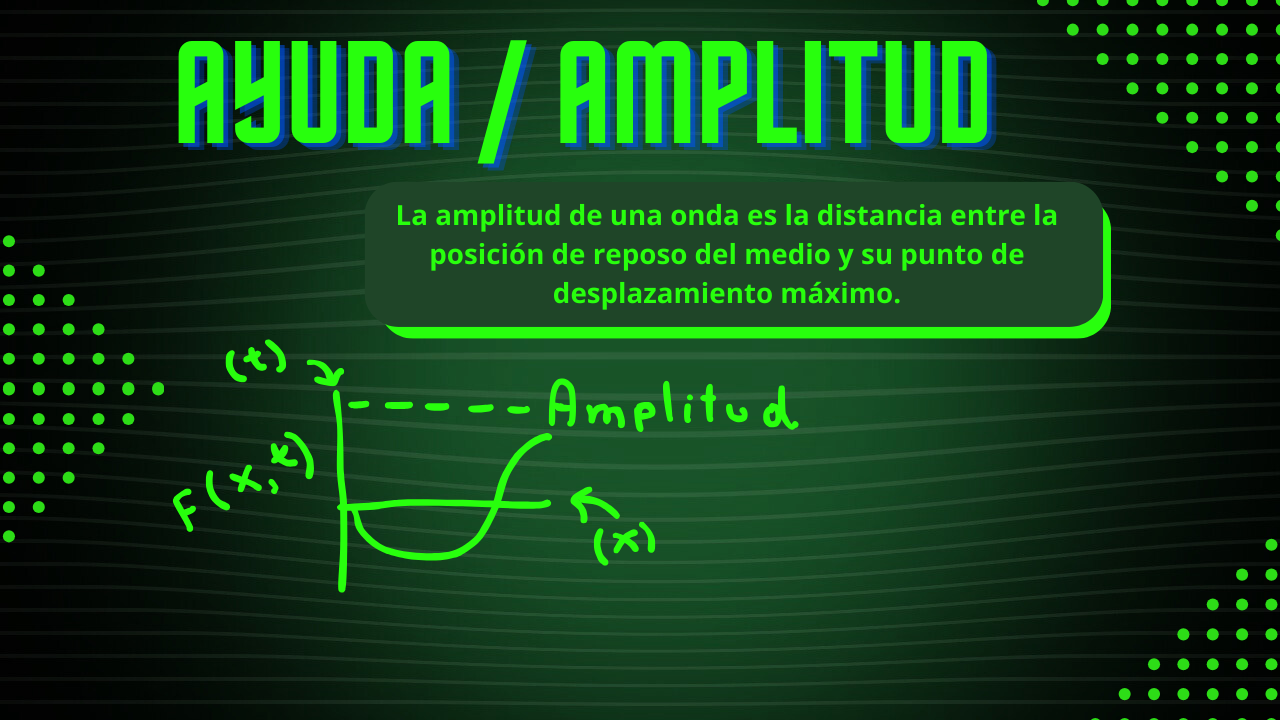 AYUDA / AMPLITUD
La amplitud de una onda es la distancia entre la
posición de reposo del medio y su punto de
desplazamiento máximo.
(t)
Amplitud
F(x,t)
(x)